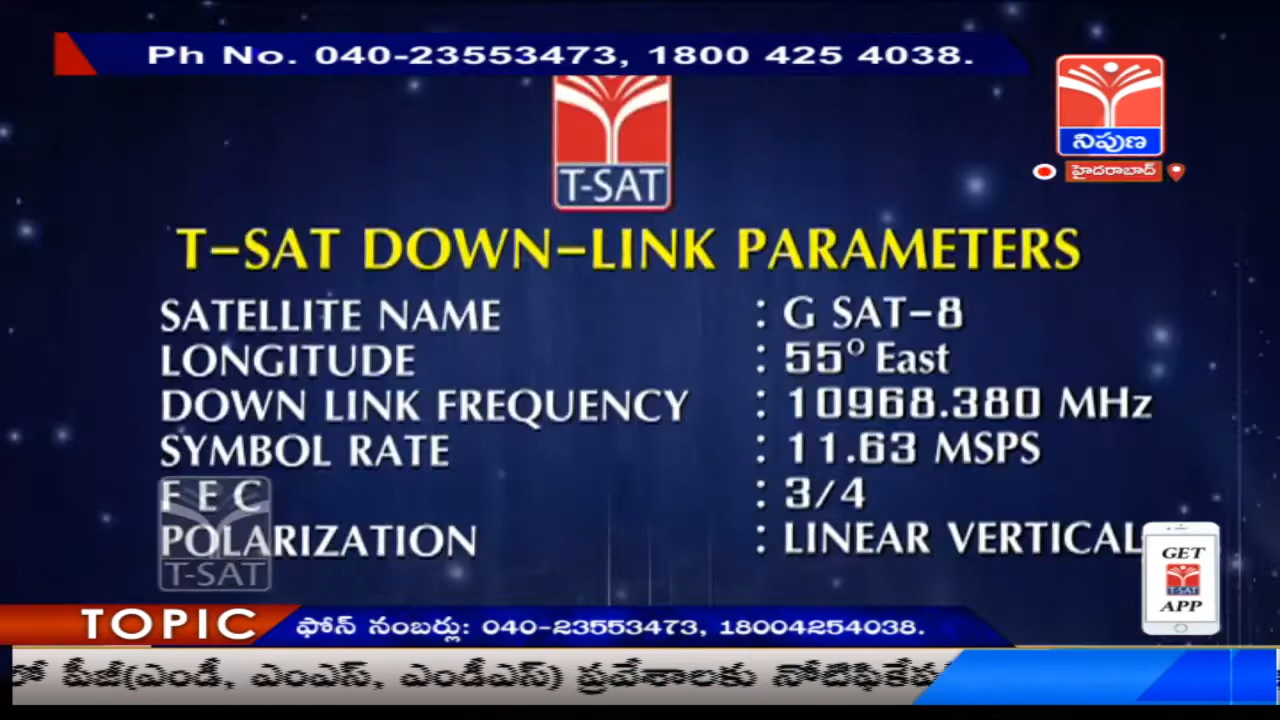 Ph No. 040-23553473, 1800 425 4038.
నిపుణ
హైదరాబాద్
T-SAT
T-SAT DOWN-LINK PARAMETERS
SATELLITE NAME : G SAT-8
LONGITUDE : 55° East
DOWN LINK FREQUENCY : 10968.380 MHz
SYMBOL RATE : 11.63 MSPS
F E C : 3/4
POLARIZATION : LINEAR VERTICAL
T-SAT
GET
T-SAT
APP
TOPIC
ఫోన్ నంబర్లు: 040-23553473, 18004254038.
లో పీజీ(ఎండీ, ఎంఎస్, ఎండీఎస్) ప్రవేశాలకు